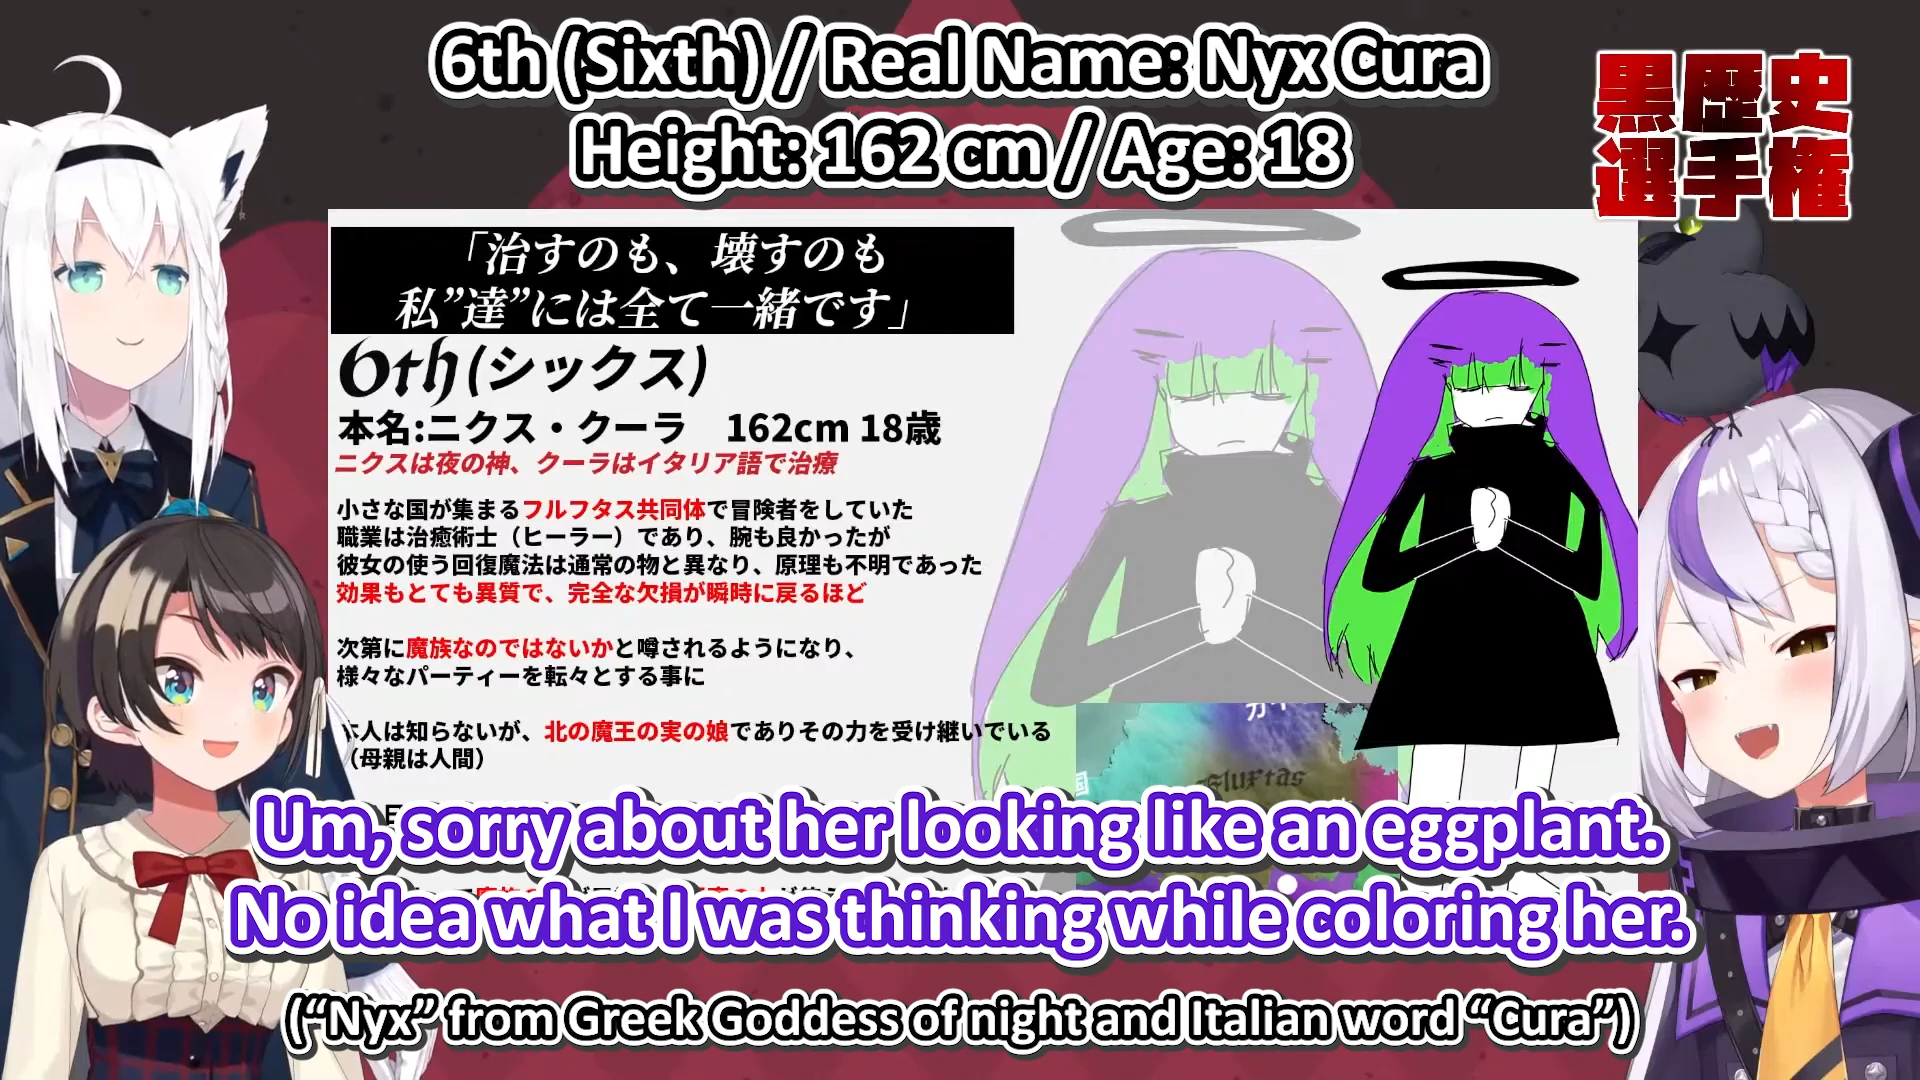 6th (Sixth) / Real Name: Nyx Cura
Height: 162 cm / Age: 18
黒歴史
選手権
「治すのも、壊すのも
私”達”には全て一緒です」
6th(シックス)
本名:ニクス・クーラ 162cm 18歳
ニクスは夜の神、クーラはイタリア語で治療
小さな国が集まるフルフタス共同体で冒険者をしていた
職業は治癒術士（ヒーラー）であり、腕も良かったが
彼女の使う回復魔法は通常の物と異なり、原理も不明であった
効果もとても異質で、完全な欠損が瞬時に戻るほど
次第に魔族なのではないかと噂されるようになり、
様々なパーティーを転々とする事に
本人は知らないが、北の魔王の実の娘でありその力を受け継いでいる
（母親は人間）
国
Um, sorry about her looking like an eggplant.
No idea what I was thinking while coloring her.
(“Nyx” from Greek Goddess of night and Italian word “Cura”)